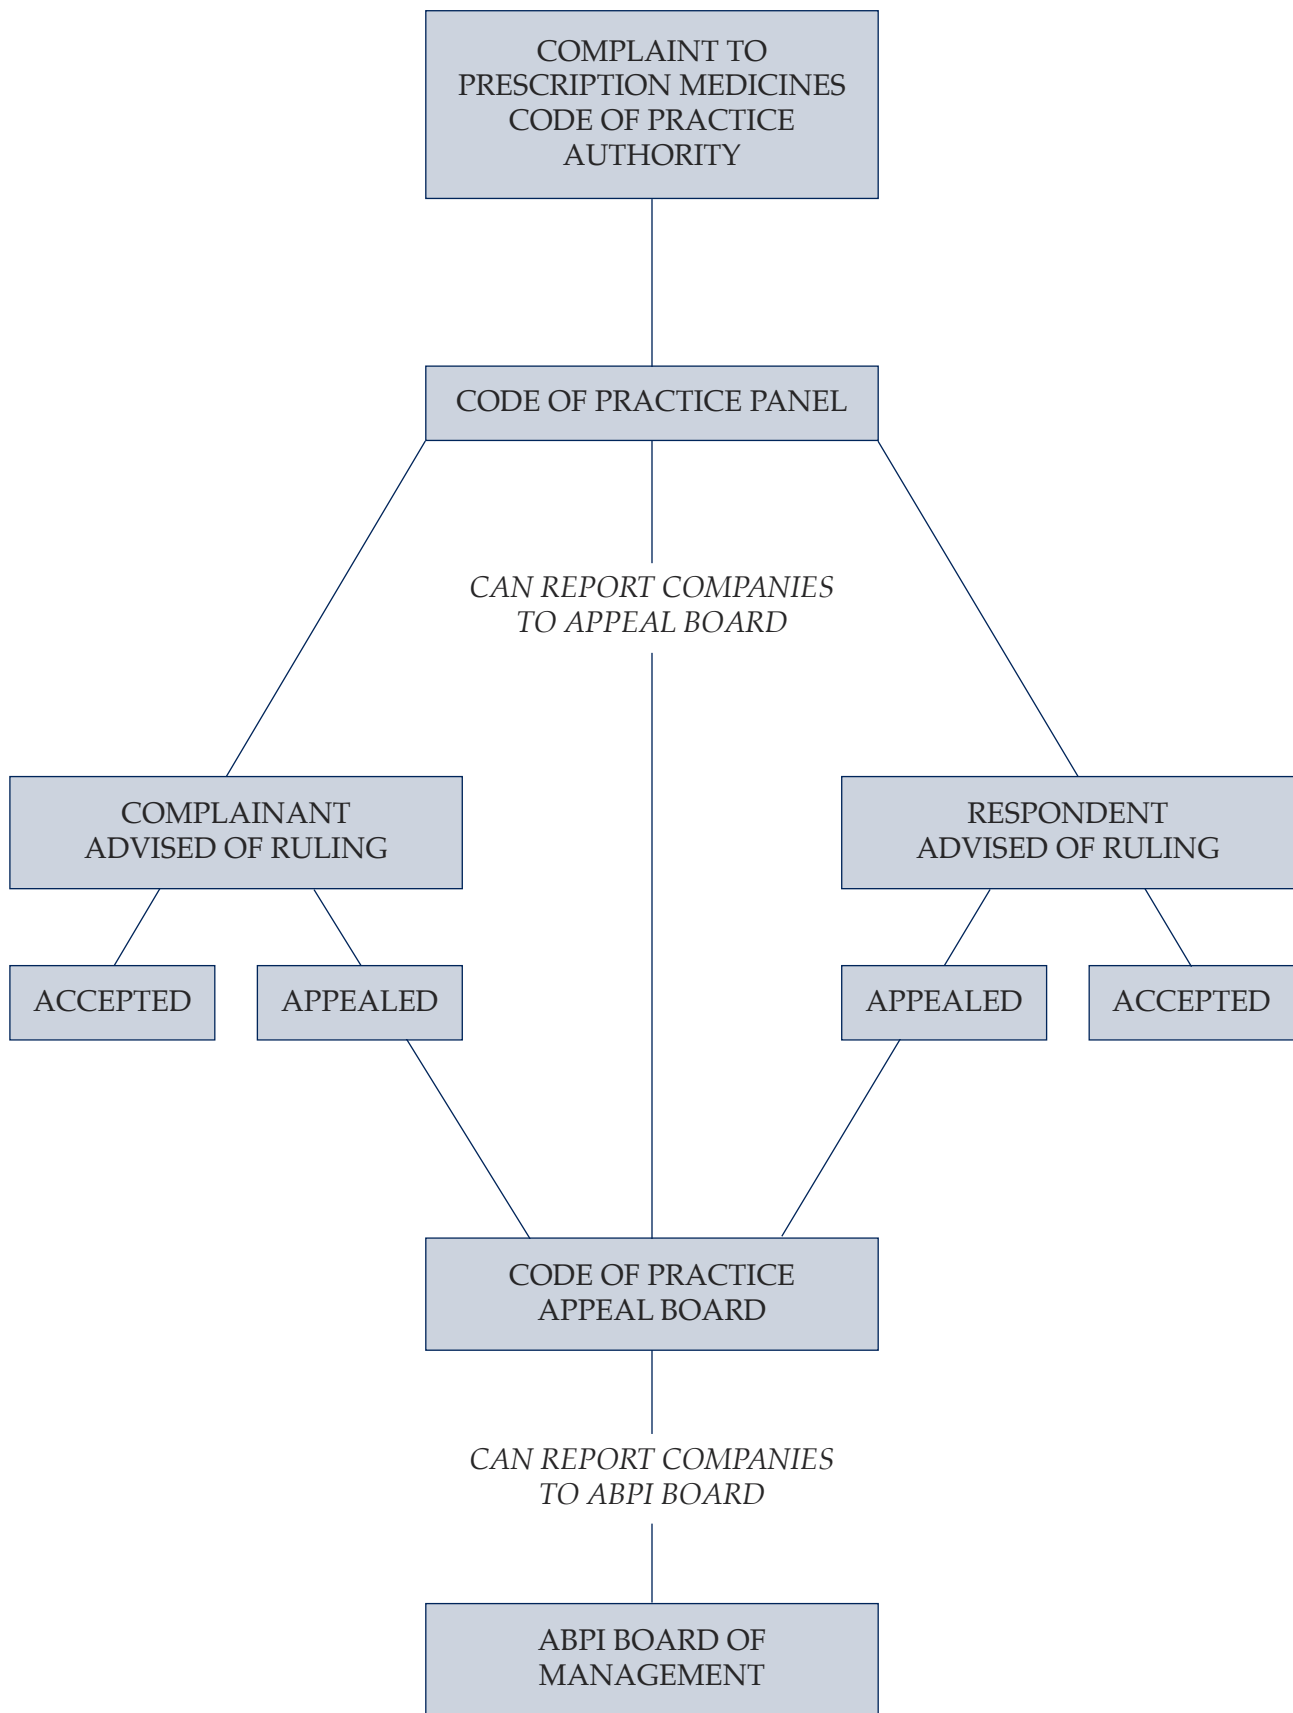 COMPLAINT TO
PRESCRIPTION MEDICINES
CODE OF PRACTICE
AUTHORITY
CODE OF PRACTICE PANEL
CAN REPORT COMPANIES
TO APPEAL BOARD
COMPLAINANT
ADVISED OF RULING
RESPONDENT
ADVISED OF RULING
ACCEPTED
APPEALED
APPEALED
ACCEPTED
CODE OF PRACTICE
APPEAL BOARD
CAN REPORT COMPANIES
TO ABPI BOARD
ABPI BOARD OF
MANAGEMENT